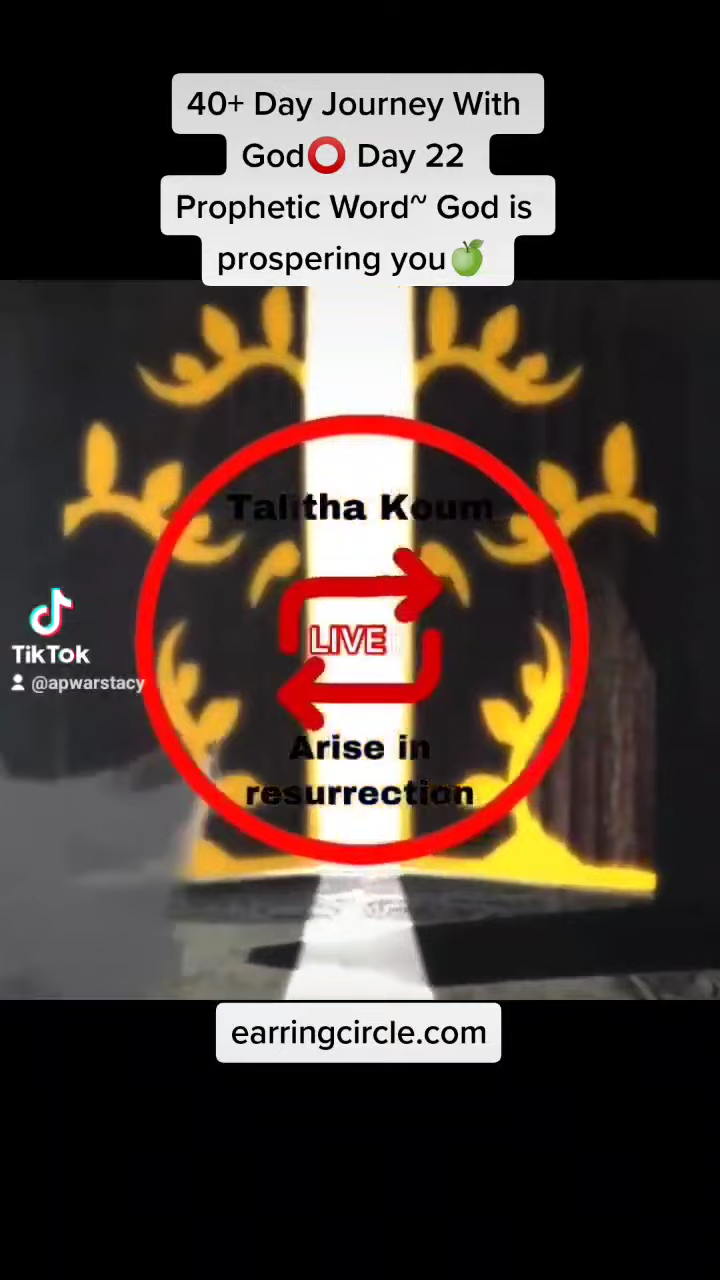 40+ Day Journey With
God⭕ Day 22
Prophetic Word~ God is
prospering you🍏
Talitha Koum
LIVE
Arise in
resurrection
TikTok
@apwarstacy
earringcircle.com